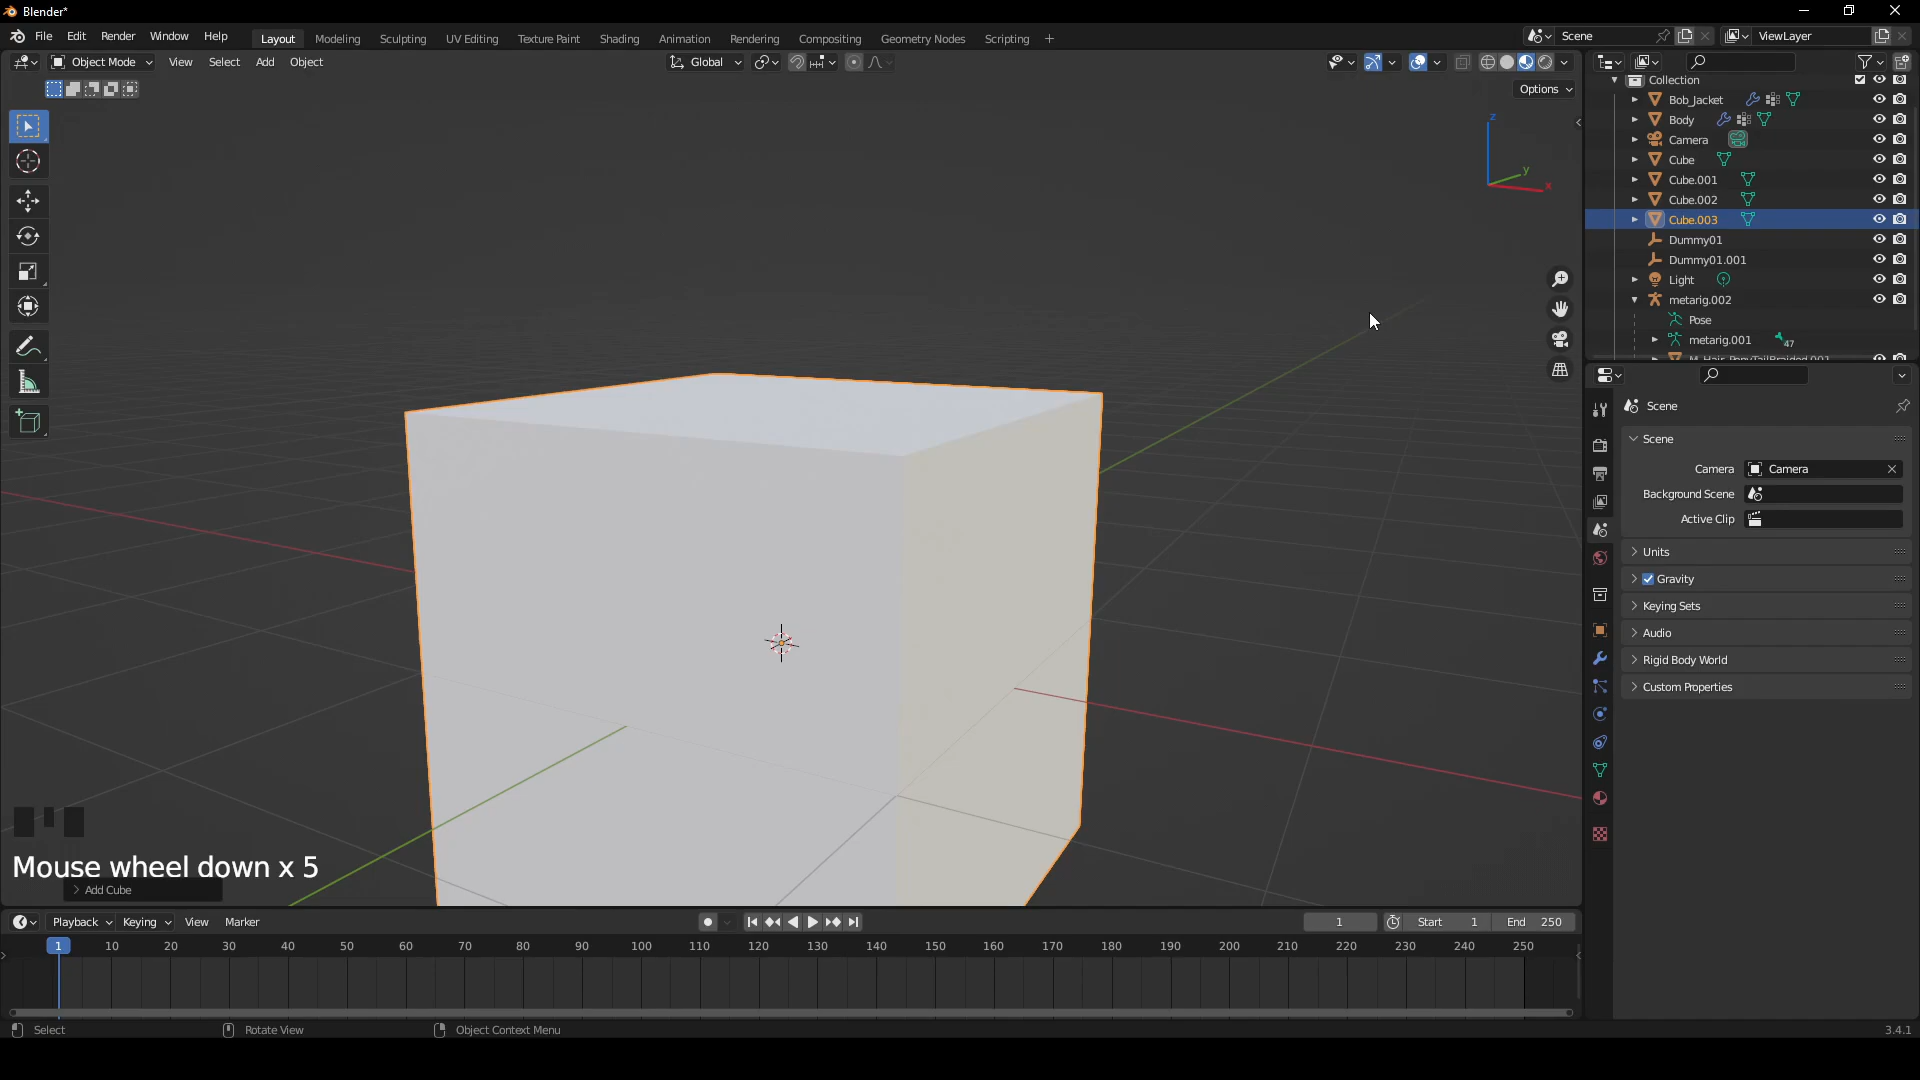 Blender*
File Edit Render Window Help Layout Modeling Sculpting UV Editing Texture Paint Shading Animation Rendering Compositing Geometry Nodes Scripting + Scene ViewLayer
Object Mode View Select Add Object Global
Options
Collection
Bob_Jacket
Body
Camera
Cube
Cube.001
Cube.002
Cube.003
Dummy01
Dummy01.001
Light
metarig.002
Pose
metarig.001 47
M_Hair_PonyTailBraided.001
z
y
x
Scene
Scene
Camera Camera
Background Scene
Active Clip
Units
Gravity
Keying Sets
Audio
Rigid Body World
Custom Properties
Mouse wheel down x 5
Add Cube
Playback Keying View Marker 1 Start 1 End 250
1 10 20 30 40 50 60 70 80 90 100 110 120 130 140 150 160 170 180 190 200 210 220 230 240 250
Select Rotate View Object Context Menu 3.4.1